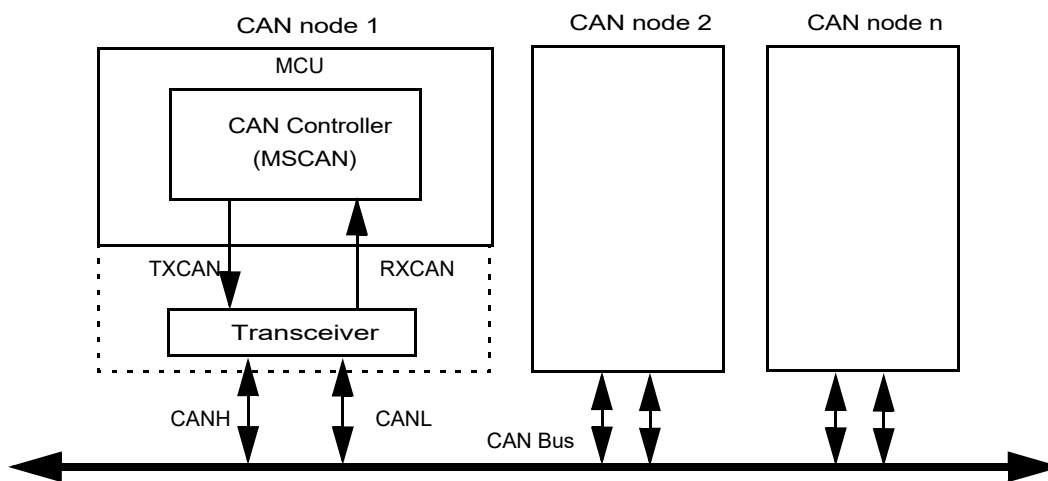 CAN node 1
CAN node 2
CAN node n
MCU
CAN Controller
(MSCAN)
TXCAN
RXCAN
Transceiver
CANH
CANL
CAN Bus